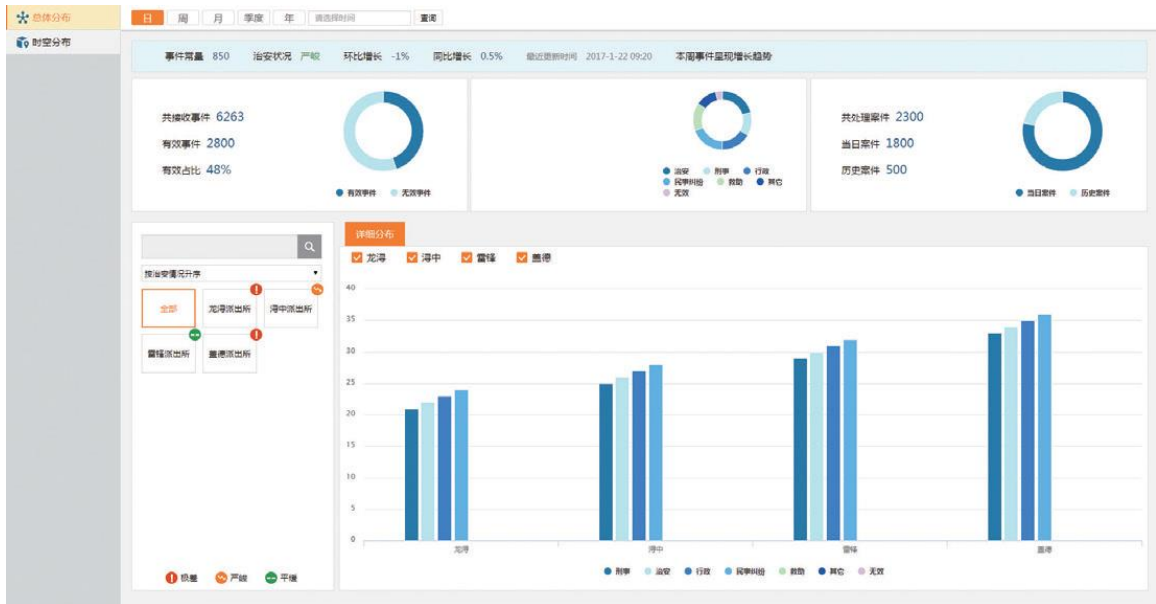 总体分布
时空分布
日 周 月 季度 年 请选择时间 查询
事件常量 850 治安状况 严峻 环比增长 -1% 同比增长 0.5% 最近更新时间 2017-1-22 09:20 本周事件呈现增长趋势
共接收事件 6263
有效事件 2800
有效占比 48%
有效事件 无效事件
治安 刑事 行政
民事纠纷 救助 其它
无效
共处理案件 2300
当日案件 1800
历史案件 500
当日案件 历史案件
按治安情况升序
全部 龙浔派出所 浔中派出所
雷锋派出所 盖德派出所
极差 严峻 平缓
详细分布
龙浔 浔中 雷锋 盖德
40
35
30
25
20
15
10
5
0
龙浔 浔中 雷锋 盖德
刑事 治安 行政 民事纠纷 救助 其它 无效